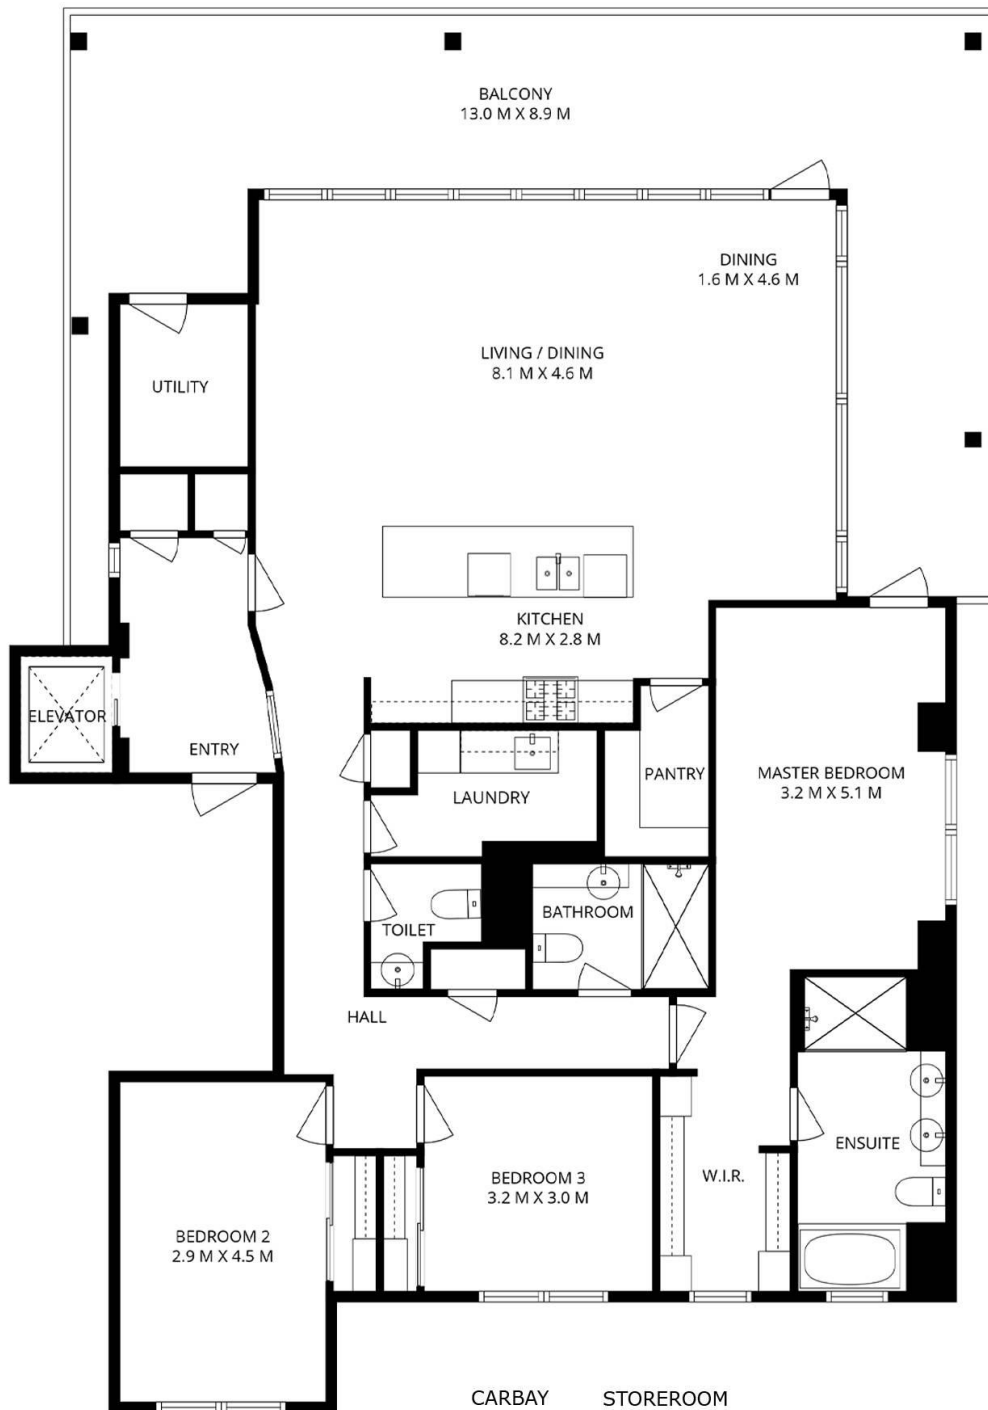 BALCONY
13.0 M X 8.9 M
DINING
1.6 M X 4.6 M
LIVING / DINING
8.1 M X 4.6 M
UTILITY
KITCHEN
8.2 M X 2.8 M
ELEVATOR
ENTRY
PANTRY
MASTER BEDROOM
3.2 M X 5.1 M
LAUNDRY
BATHROOM
TOILET
HALL
ENSUITE
BEDROOM 3
3.2 M X 3.0 M
W.I.R.
BEDROOM 2
2.9 M X 4.5 M
CARBAY STOREROOM